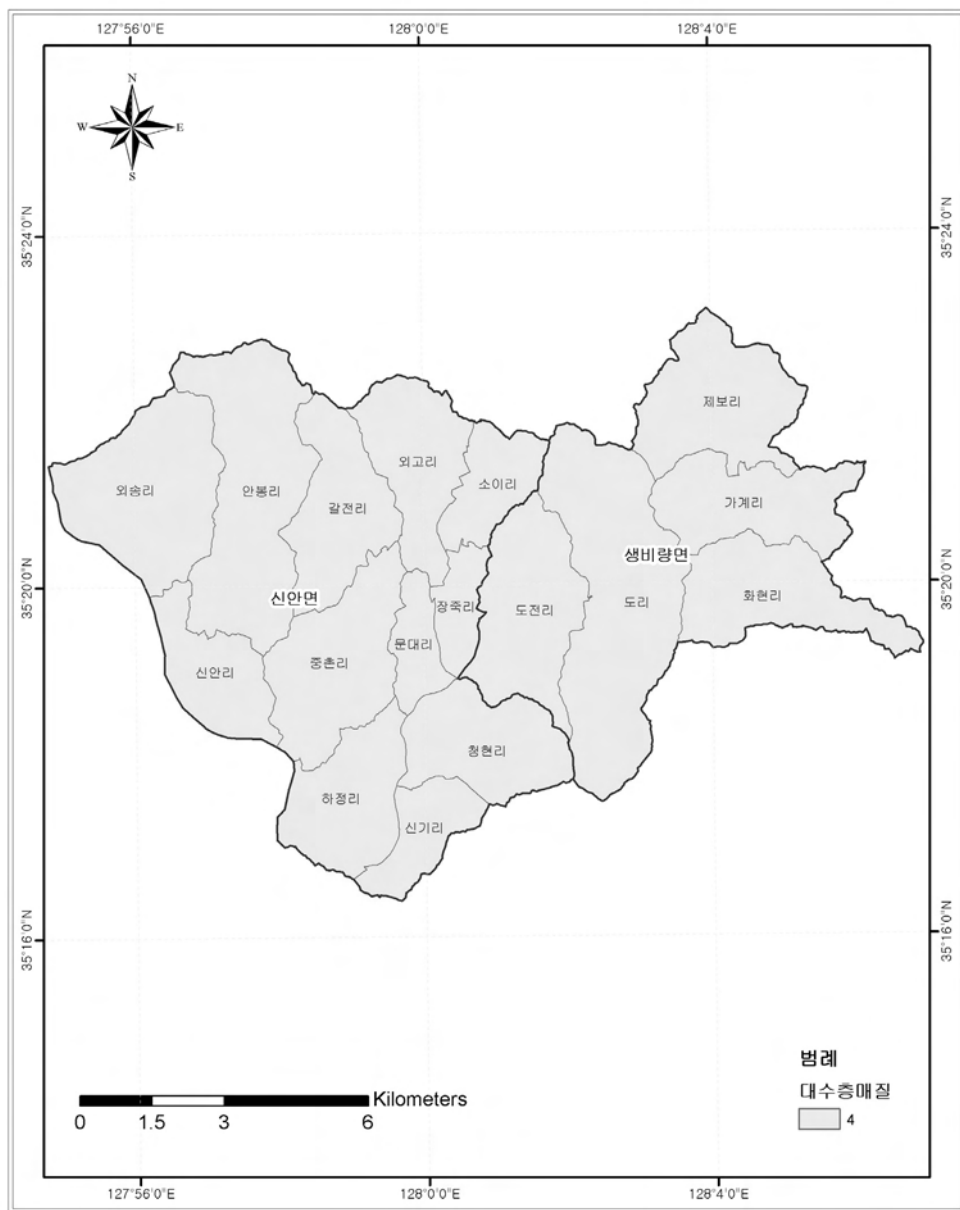 127°56'0"E
128°0'0"E
128°4'0"E
N
W
E
S
35°24'0"N
35°24'0"N
제보리
외고리
소이리
외송리
안봉리
갈전리
가계리
생비량면
35°20'0"N
35°20'0"N
신안면
장죽리
도전리
도리
화현리
문대리
중촌리
신안리
청현리
하정리
신기리
35°16'0"N
35°16'0"N
범례
대수층매질
4
Kilometers
0
1.5
3
6
127°56'0"E
128°0'0"E
128°4'0"E